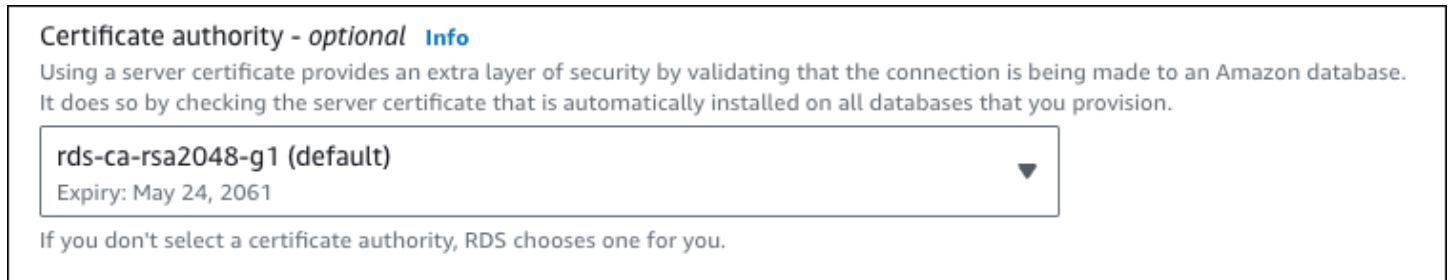 Certificate authority - optional Info
Using a server certificate provides an extra layer of security by validating that the connection is being made to an Amazon database.
It does so by checking the server certificate that is automatically installed on all databases that you provision.
rds-ca-rsa2048-g1 (default)
Expiry: May 24, 2061
If you don't select a certificate authority, RDS chooses one for you.